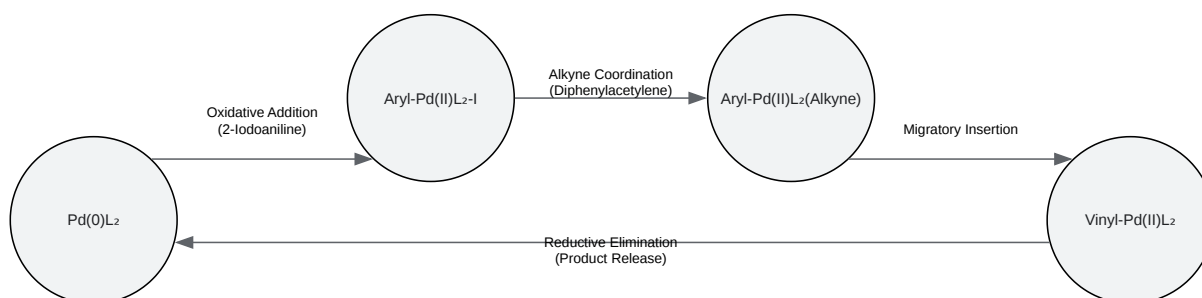 Alkyne Coordination
(Diphenylacetylene)
Aryl-Pd(II)L₂-I
Aryl-Pd(II)L₂(Alkyne)
Oxidative Addition
(2-Iodoaniline)
Migratory Insertion
Pd(0)L₂
Vinyl-Pd(II)L₂
Reductive Elimination
(Product Release)